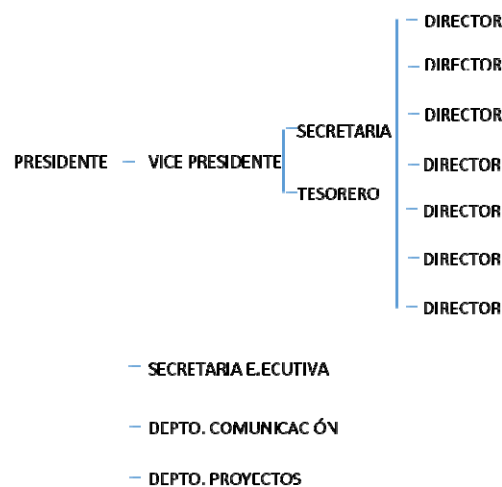 DIRECTOR
DIRECTOR
DIRECTOR
SECRETARIA
PRESIDENTE
VICE PRESIDENTE
DIRECTOR
TESORERO
DIRECTOR
DIRECTOR
DIRECTOR
SECRETARIA E.ECUTIVA
DEPTO. COMUNICAC ÓN
DEPTO. PROYECTOS